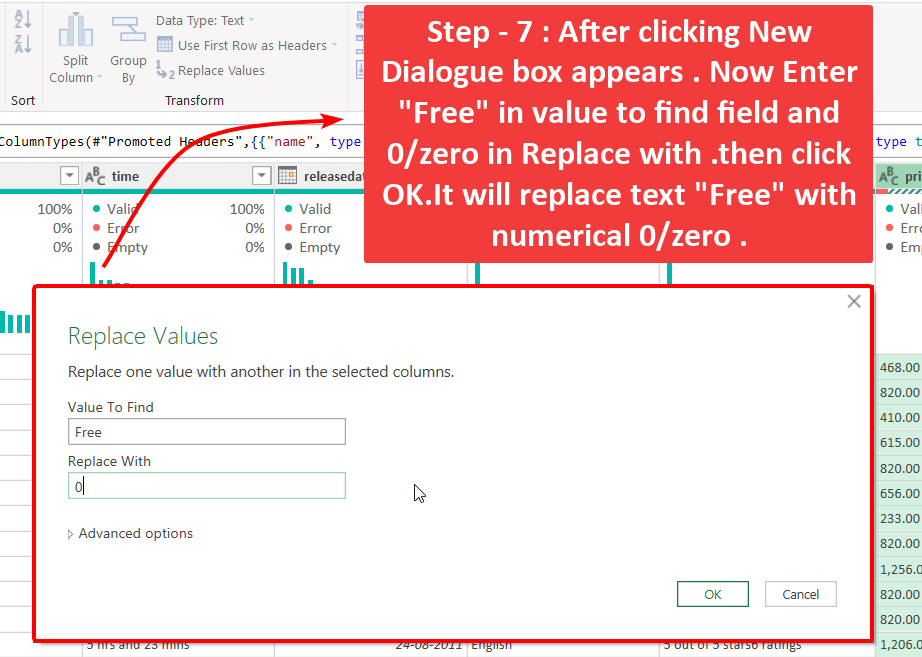 A
Z
Z
A
Sort
Split
Column
Group
By
Data Type: Text
Use First Row as Headers
1
2
Replace Values
Transform
Step - 7 : After clicking New
Dialogue box appears . Now Enter
"Free" in value to find field and
0/zero in Replace with .then click
OK.It will replace text "Free" with
numerical 0/zero .
ColumnTypes(#"Promoted Headers",{{"name", type
type t
ABC time
releasedat
ABC pri
100%
0%
0%
Valid 100%
Error 0%
Empty 0%
Valid
Error
Empty
Valid
Erro
Em
Replace Values
Replace one value with another in the selected columns.
Value To Find
Free
Replace With
0
Advanced options
OK Cancel
468.00
820.00
410.00
615.00
820.00
656.00
233.00
820.00
1,256.0
820.00
820.00
5 hrs and 23 mins 24-08-2011 English 5 out of 5 stars6 ratings 1,206.0